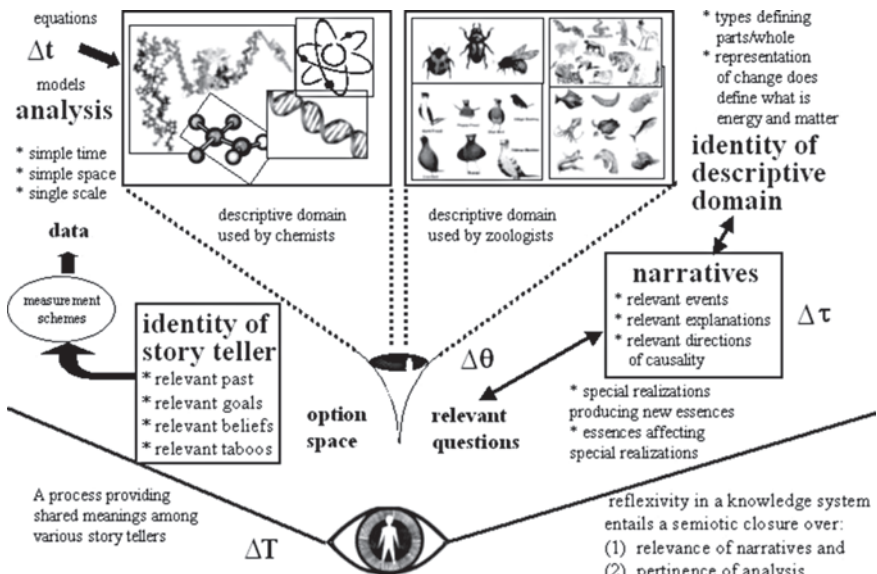 equations
Δt
models
analysis
* simple time
* simple space
* single scale
data
measurement
schemes
identity of
story teller
* relevant past
* relevant goals
* relevant beliefs
* relevant taboos
descriptive domain
used by chemists
descriptive domain
used by zoologists
* types defining
parts/whole
* representation
of change does
define what is
energy and matter
identity of
descriptive
domain
narratives
* relevant events
* relevant explanations
* relevant directions
of causality
Δτ
Δθ
option
space
relevant
questions
* special realizations
producing new essences
* essences affecting
special realizations
A process providing
shared meanings among
various story tellers
ΔT
reflexivity in a knowledge system
entails a semiotic closure over:
(1) relevance of narratives and
(2) pertinence of analysis